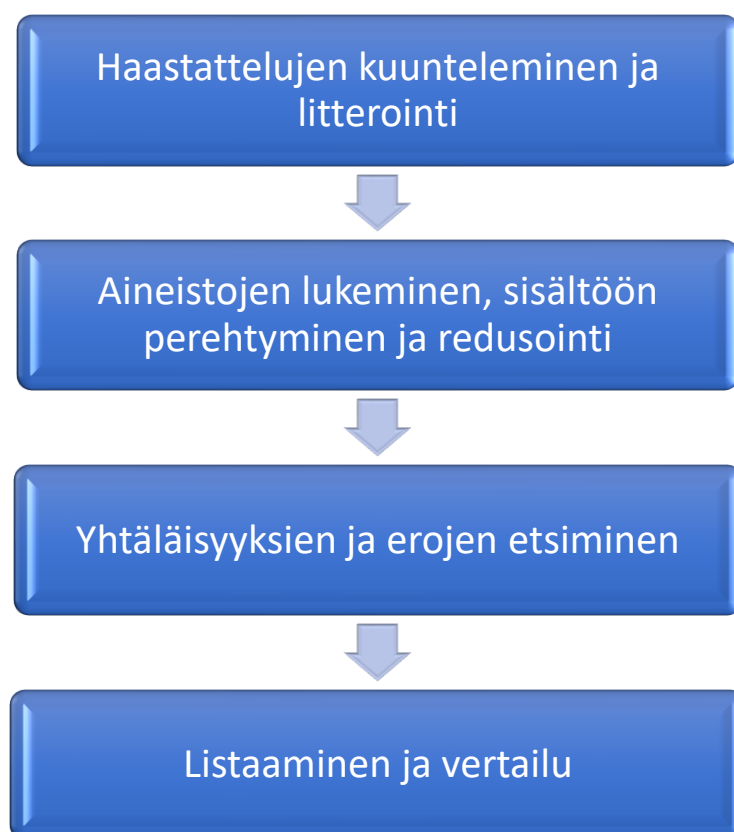 Haastattelujen kuunteleminen ja
litterointi
Aineistojen lukeminen, sisältöön
perehtyminen ja redusointi
Yhtäläisyyksien ja erojen etsiminen
Listaaminen ja vertailu